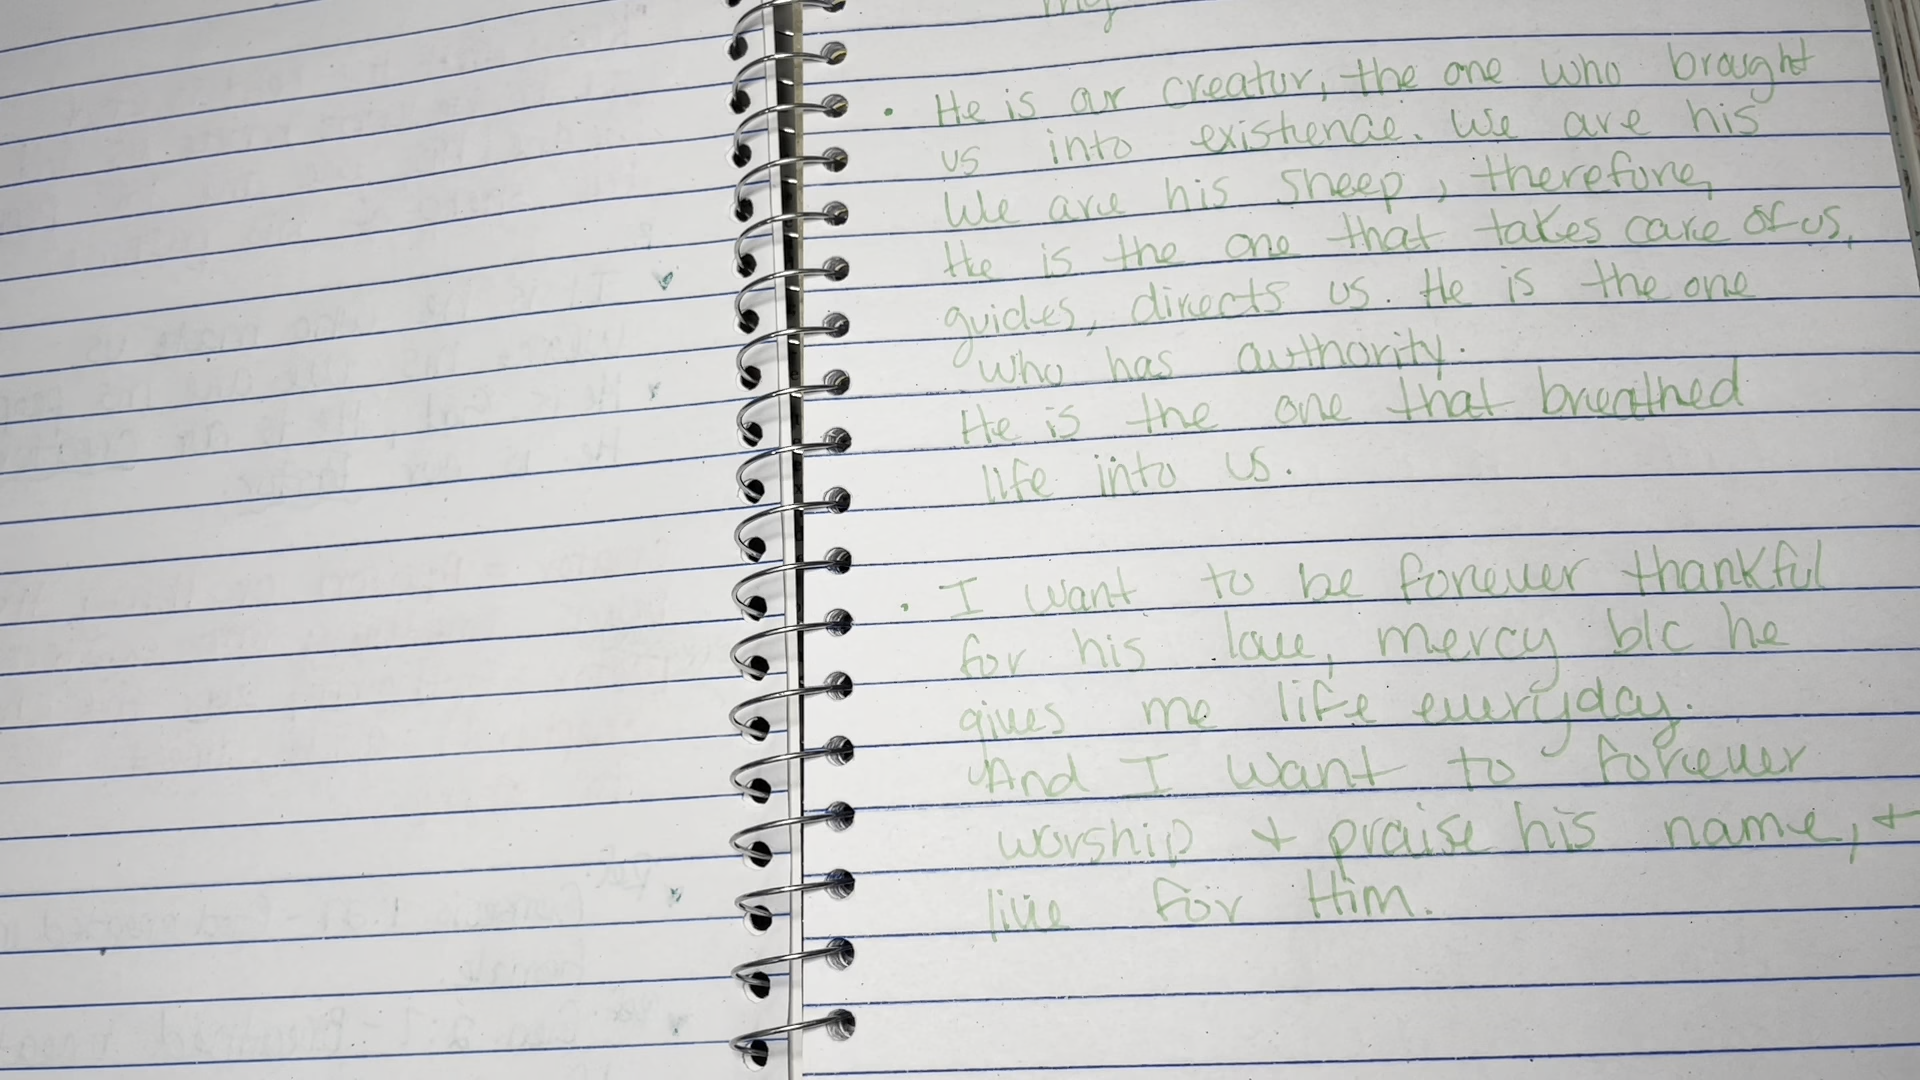 my
• He is our creator, the one who brought
us into existence. We are his
We are his sheep, therefore,
He is the one that takes care of us,
guides, directs us. He is the one
who has authority.
He is the one that breathed
life into us.
• I want to be forever thankful
for his love, mercy b/c he
gives me life everyday.
And I want to forever
worship + praise his name, +
live for Him.